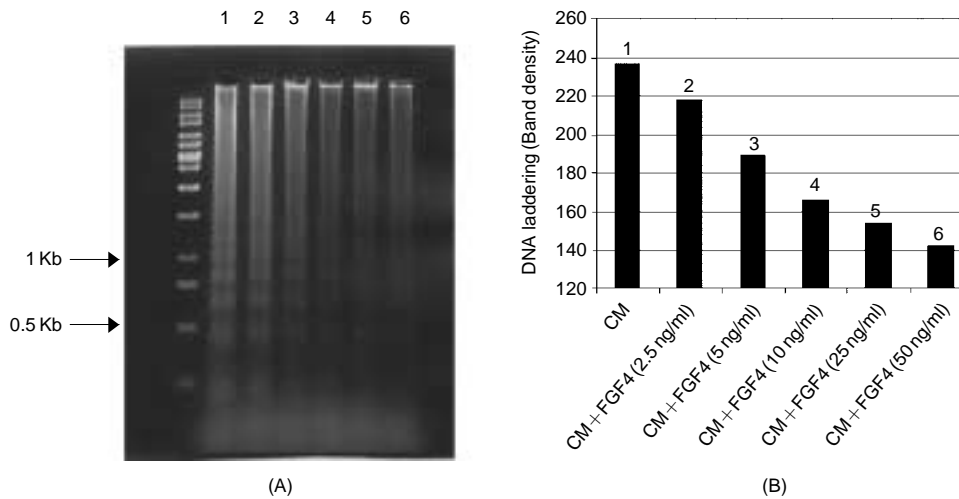 1 2 3 4 5 6
1 Kb
0.5 Kb
(A)
DNA laddering (Band density)
260
240
220
200
180
160
140
120
1
2
3
4
5
6
CM
CM+FGF4 (2.5 ng/ml)
CM+FGF4 (5 ng/ml)
CM+FGF4 (10 ng/ml)
CM+FGF4 (25 ng/ml)
CM+FGF4 (50 ng/ml)
(B)